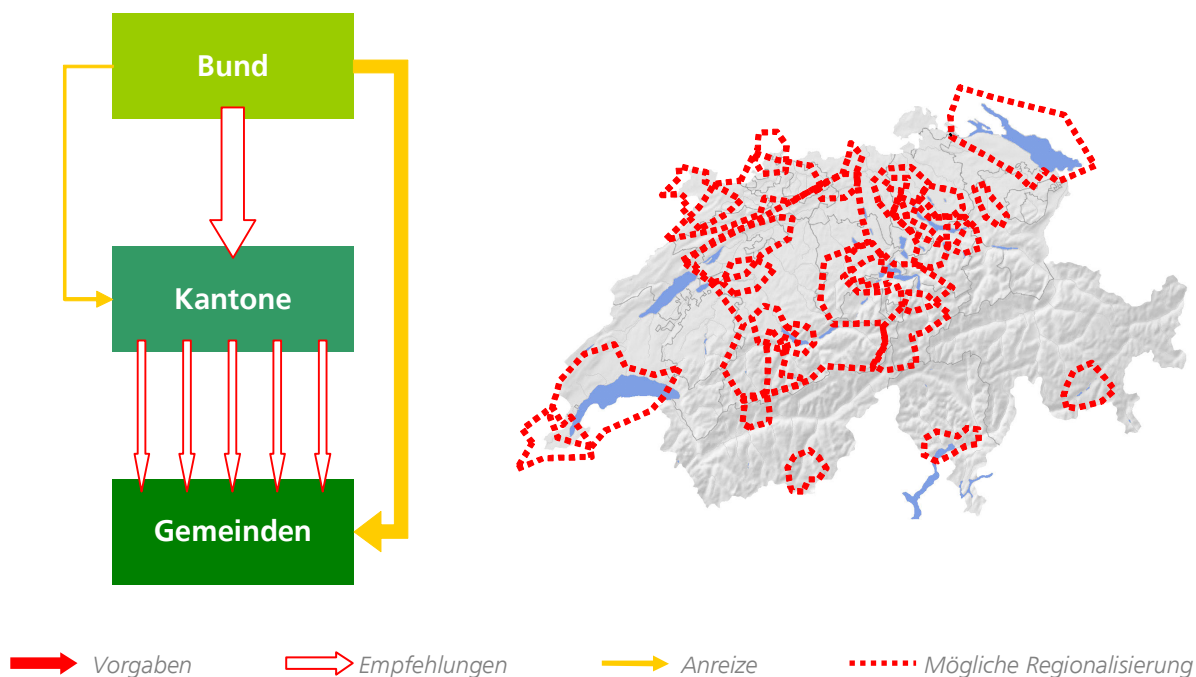 Bund
Kantone
Gemeinden
Vorgaben
Empfehlungen
Anreize
Mögliche Regionalisierung